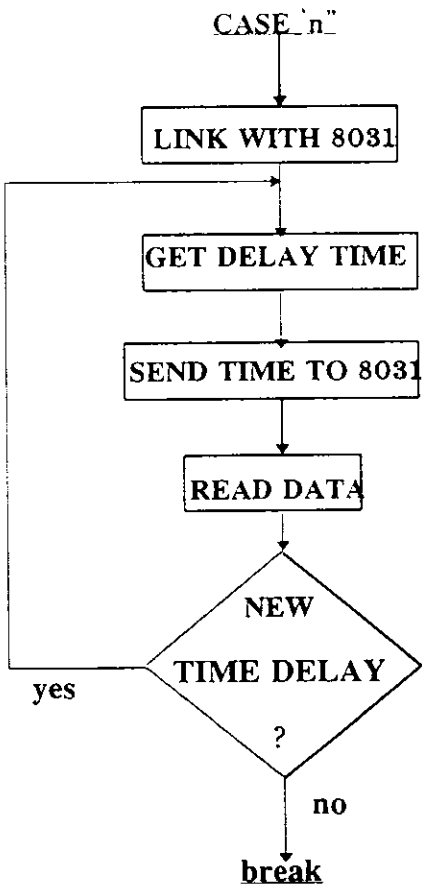 CASE 'n"
LINK WITH 8031
GET DELAY TIME
SEND TIME TO 8031
READ DATA
NEW
TIME DELAY
?
yes
no
break